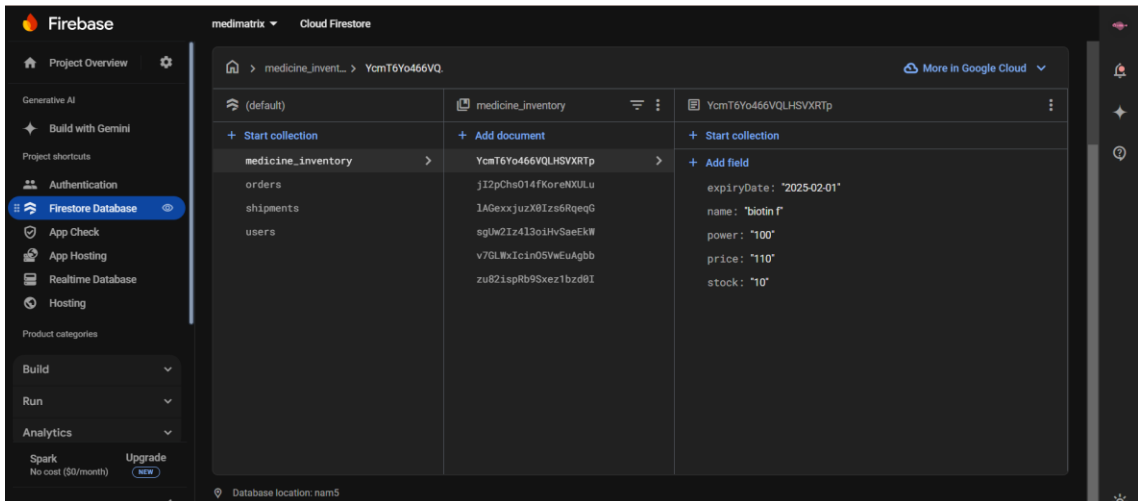 Firebase
Project Overview
Generative AI
Build with Gemini
Project shortcuts
Authentication
Firestore Database
App Check
App Hosting
Realtime Database
Hosting
Product categories
Build
Run
Analytics
Spark
No cost ($0/month)
Upgrade
NEW
medimatrix
Cloud Firestore
medicine_invent… > YcmT6Yo466VQ.
More in Google Cloud
(default)
+ Start collection
medicine_inventory
orders
shipments
users
medicine_inventory
+ Add document
YcmT6Yo466VQLHSVXRTp
jI2pChsO14fKoreNXULu
lAGexxjuzX0Izs6RqeqG
sgUw2Iz4l3oiHvSaeEkW
v7GLWxIcinO5VwEuAgbb
zu82ispRb9Sxez1bzd0I
YcmT6Yo466VQLHSVXRTp
+ Start collection
+ Add field
expiryDate: "2025-02-01"
name: "biotin f"
power: "100"
price: "110"
stock: "10"
Database location: nam5